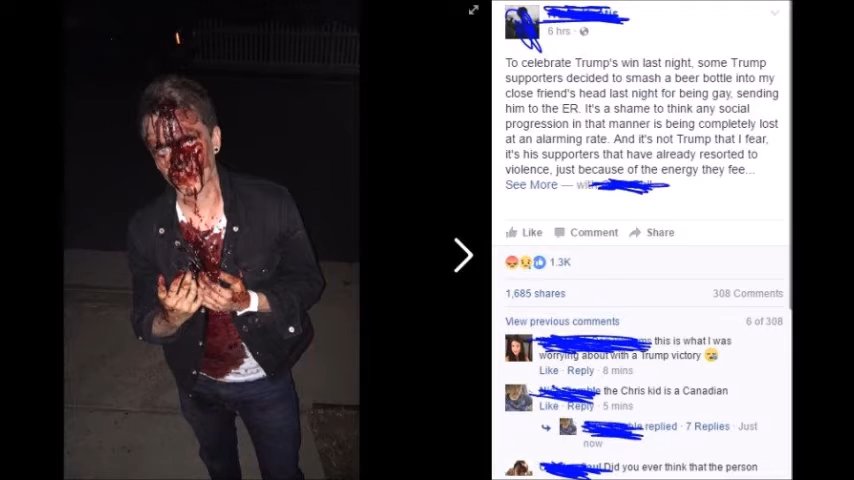 6 hrs ·
To celebrate Trump's win last night, some Trump
supporters decided to smash a beer bottle into my
close friend's head last night for being gay, sending
him to the ER. It's a shame to think any social
progression in that manner is being completely lost
at an alarming rate. And it's not Trump that I fear,
it's his supporters that have already resorted to
violence, just because of the energy they fee...
See More — with
Like Comment Share
1.3K
1,685 shares 308 Comments
View previous comments 6 of 308
this is what I was
worrying about with a Trump victory
Like · Reply · 8 mins
the Chris kid is a Canadian
Like · Reply · 5 mins
replied · 7 Replies · Just
now
Did you ever think that the person